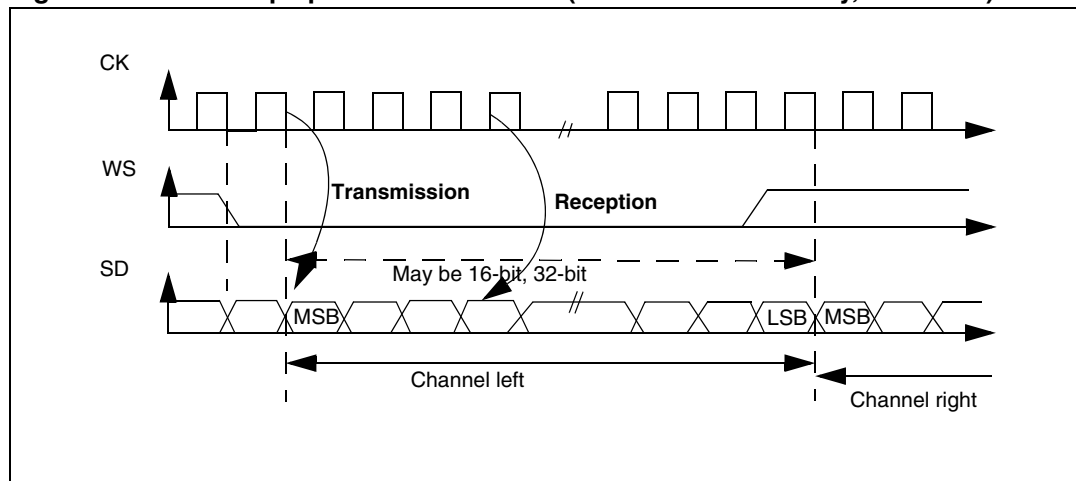 CK
WS
Transmission
Reception
SD
May be 16-bit, 32-bit
MSB
LSB
MSB
Channel left
Channel right